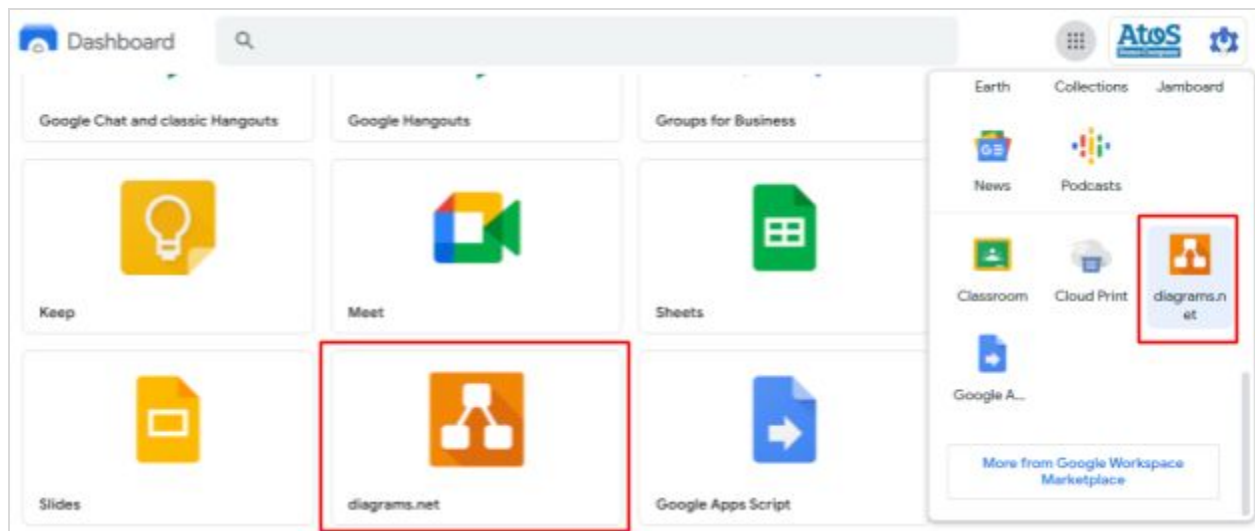 Dashboard
Atos
Google Chat and classic Hangouts
Google Hangouts
Groups for Business
Keep
Meet
Sheets
Slides
diagrams.net
Google Apps Script
Earth
Collections
Jamboard
GE
News
Podcasts
Classroom
Cloud Print
diagrams.n
et
Google A...
More from Google Workspace
Marketplace